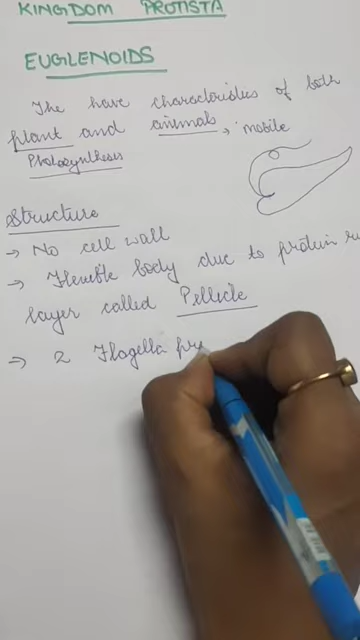 KINGDOM PROTISTA
EUGLENOIDS
The have characteristics of both
plant and animals → mobile
Photosynthesis
Structure
→ No cell wall
→ Flexible body due to protein
layer called Pellicle
→ 2 Flagella